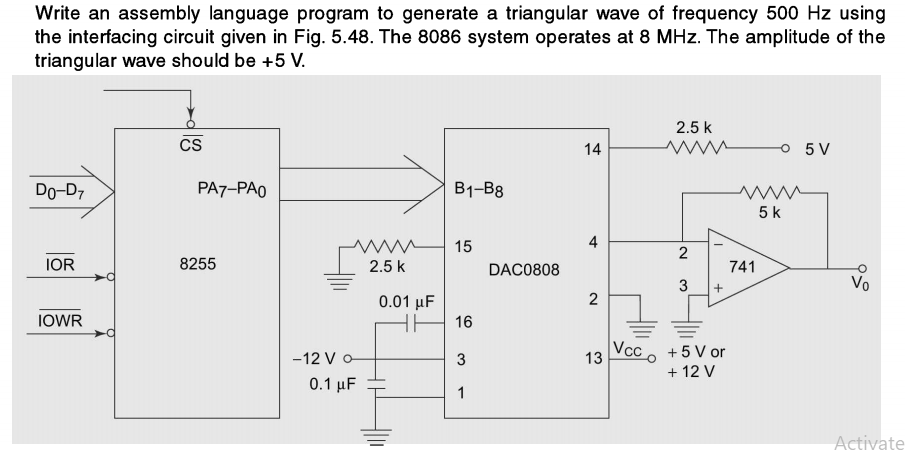 Write an assembly language program to generate a triangular wave of frequency 500 Hz using
the interfacing circuit given in Fig. 5.48. The 8086 system operates at 8 MHz. The amplitude of the
triangular wave should be +5 V.
CS
D0–D7
PA7–PA0
B1–B8
14
2.5 k
5 V
5 k
IOR
8255
2.5 k
15
DAC0808
4
2
741
3
V0
2
0.01 µF
16
IOWR
–12 V
3
13
VCC
+ 5 V or
+ 12 V
0.1 µF
1
–
+
Activate